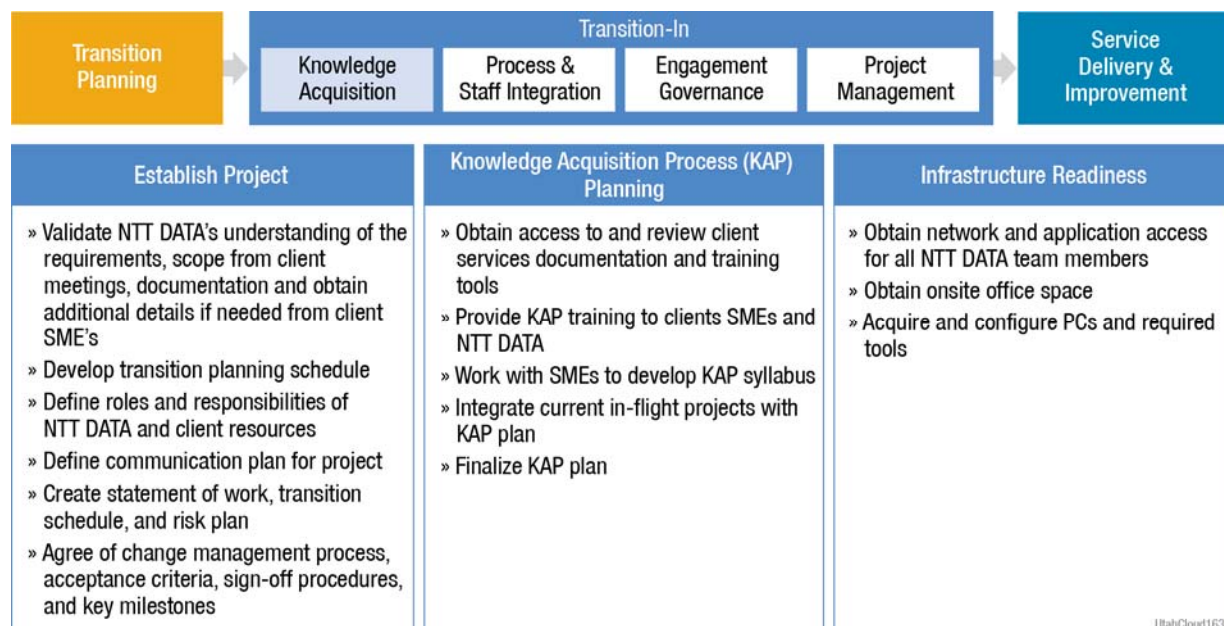 Transition
Planning
Transition-In
Knowledge
Acquisition
Process &
Staff Integration
Engagement
Governance
Project
Management
Service
Delivery &
Improvement
Establish Project
» Validate NTT DATA's understanding of the
requirements, scope from client
meetings, documentation and obtain
additional details if needed from client
SME's
» Develop transition planning schedule
» Define roles and responsibilities of
NTT DATA and client resources
» Define communication plan for project
» Create statement of work, transition
schedule, and risk plan
» Agree of change management process,
acceptance criteria, sign-off procedures,
and key milestones
Knowledge Acquisition Process (KAP)
Planning
» Obtain access to and review client
services documentation and training
tools
» Provide KAP training to clients SMEs and
NTT DATA
» Work with SMEs to develop KAP syllabus
» Integrate current in-flight projects with
KAP plan
» Finalize KAP plan
Infrastructure Readiness
» Obtain network and application access
for all NTT DATA team members
» Obtain onsite office space
» Acquire and configure PCs and required
tools
UtahCloud163